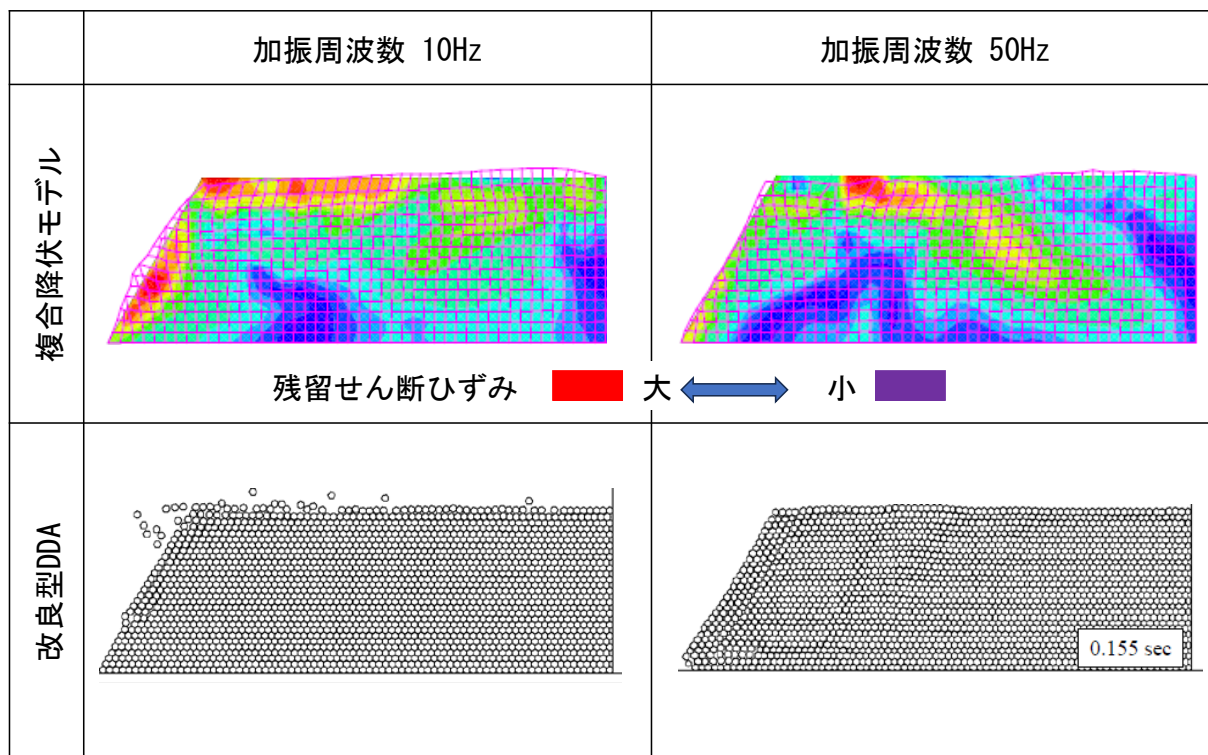 加振周波数 10Hz
加振周波数 50Hz
複合降伏モデル
残留せん断ひずみ 大 小
改良型DDA
0.155 sec